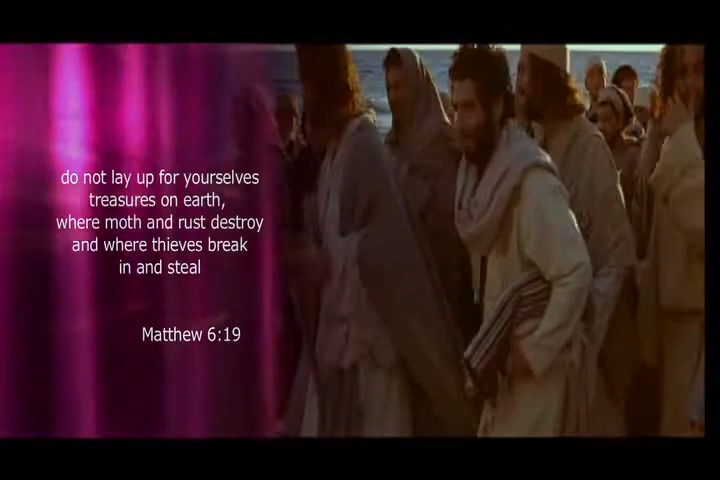 do not lay up for yourselves
treasures on earth,
where moth and rust destroy
and where thieves break
in and steal
Matthew 6:19